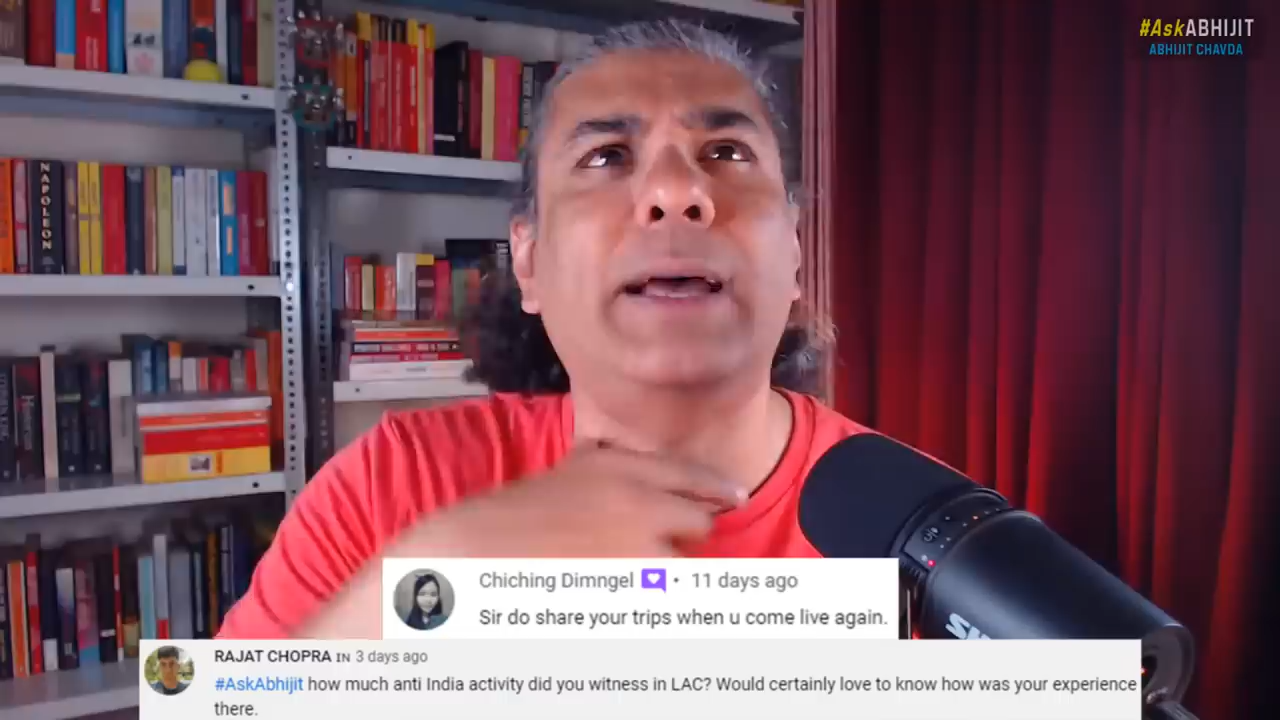 #AskABHIJIT
ABHIJIT CHAVDA
NAPOLEON
Chiching Dimngel • 11 days ago
Sir do share your trips when u come live again.
RAJAT CHOPRA IN 3 days ago
#AskAbhijit how much anti India activity did you witness in LAC? Would certainly love to know how was your experience
there.